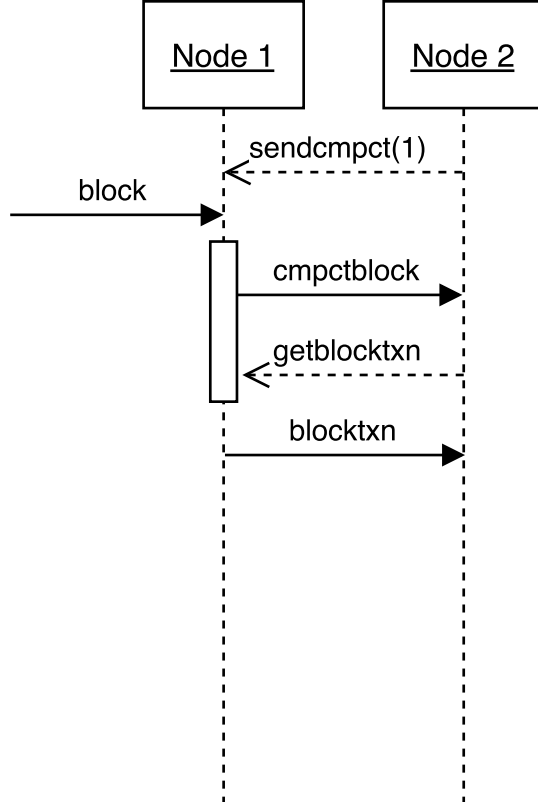 Node 1
Node 2
sendcmpct(1)
block
cmpctblock
getblocktxn
blocktxn